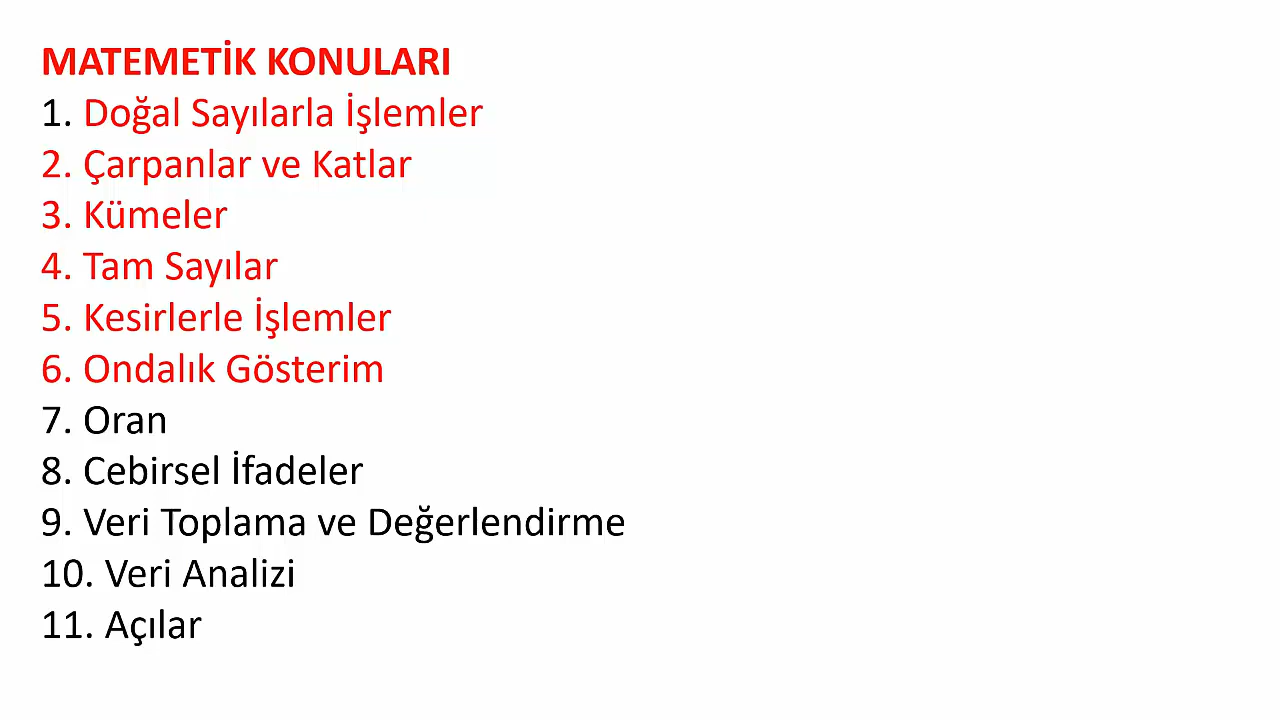 MATEMETİK KONULARI
1. Doğal Sayılarla İşlemler
2. Çarpanlar ve Katlar
3. Kümeler
4. Tam Sayılar
5. Kesirlerle İşlemler
6. Ondalık Gösterim
7. Oran
8. Cebirsel İfadeler
9. Veri Toplama ve Değerlendirme
10. Veri Analizi
11. Açılar